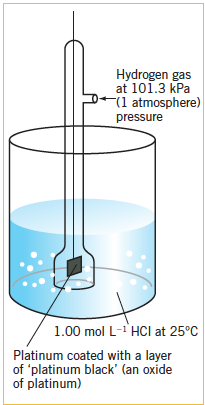 Hydrogen gas
at 101.3 kPa
(1 atmosphere)
pressure
1.00 mol L⁻¹ HCl at 25°C
Platinum coated with a layer
of ‘platinum black’ (an oxide
of platinum)